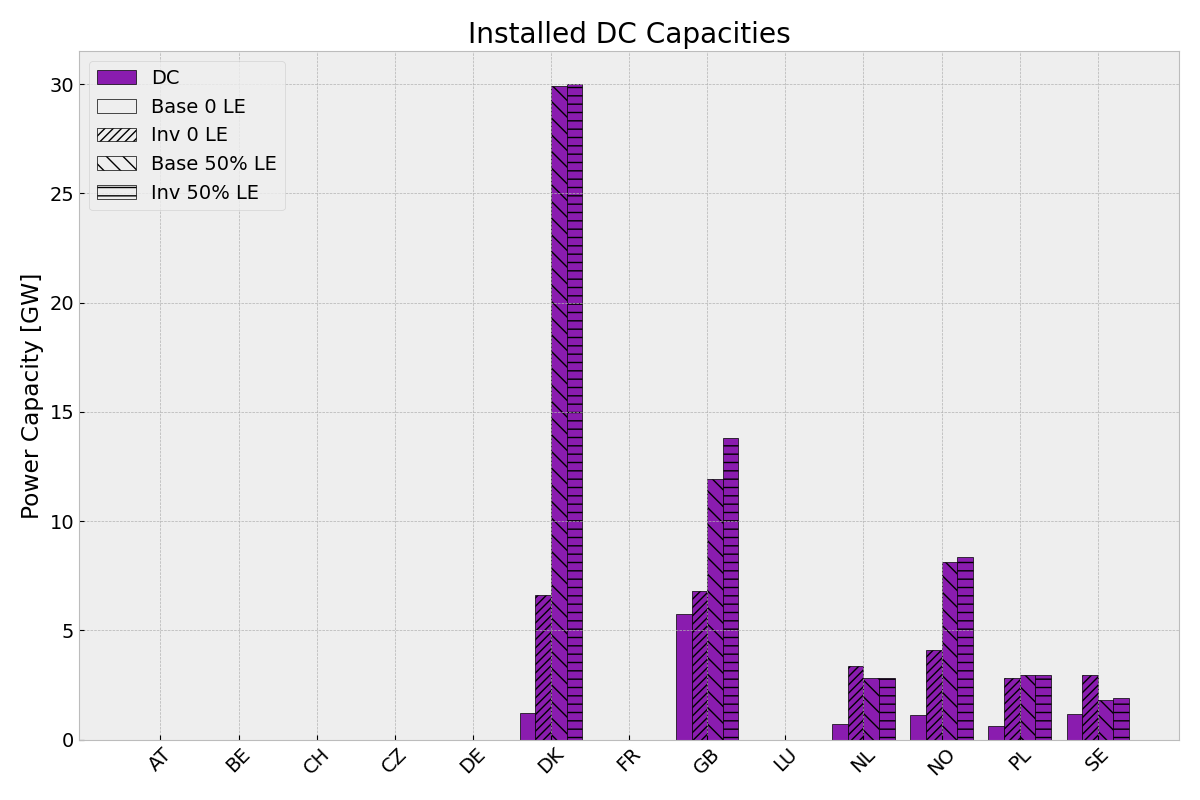 Installed DC Capacities
DC
Base 0 LE
Inv 0 LE
Base 50% LE
Inv 50% LE
Power Capacity [GW]
30
25
20
15
10
5
0
AT BE CH CZ DE DK FR GB LU NL NO PL SE